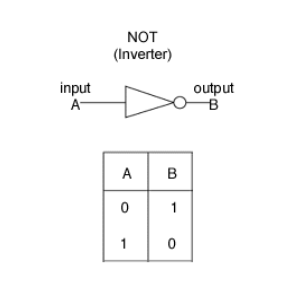 NOT
(Inverter)
input output
A B
A B
0 1
1 0